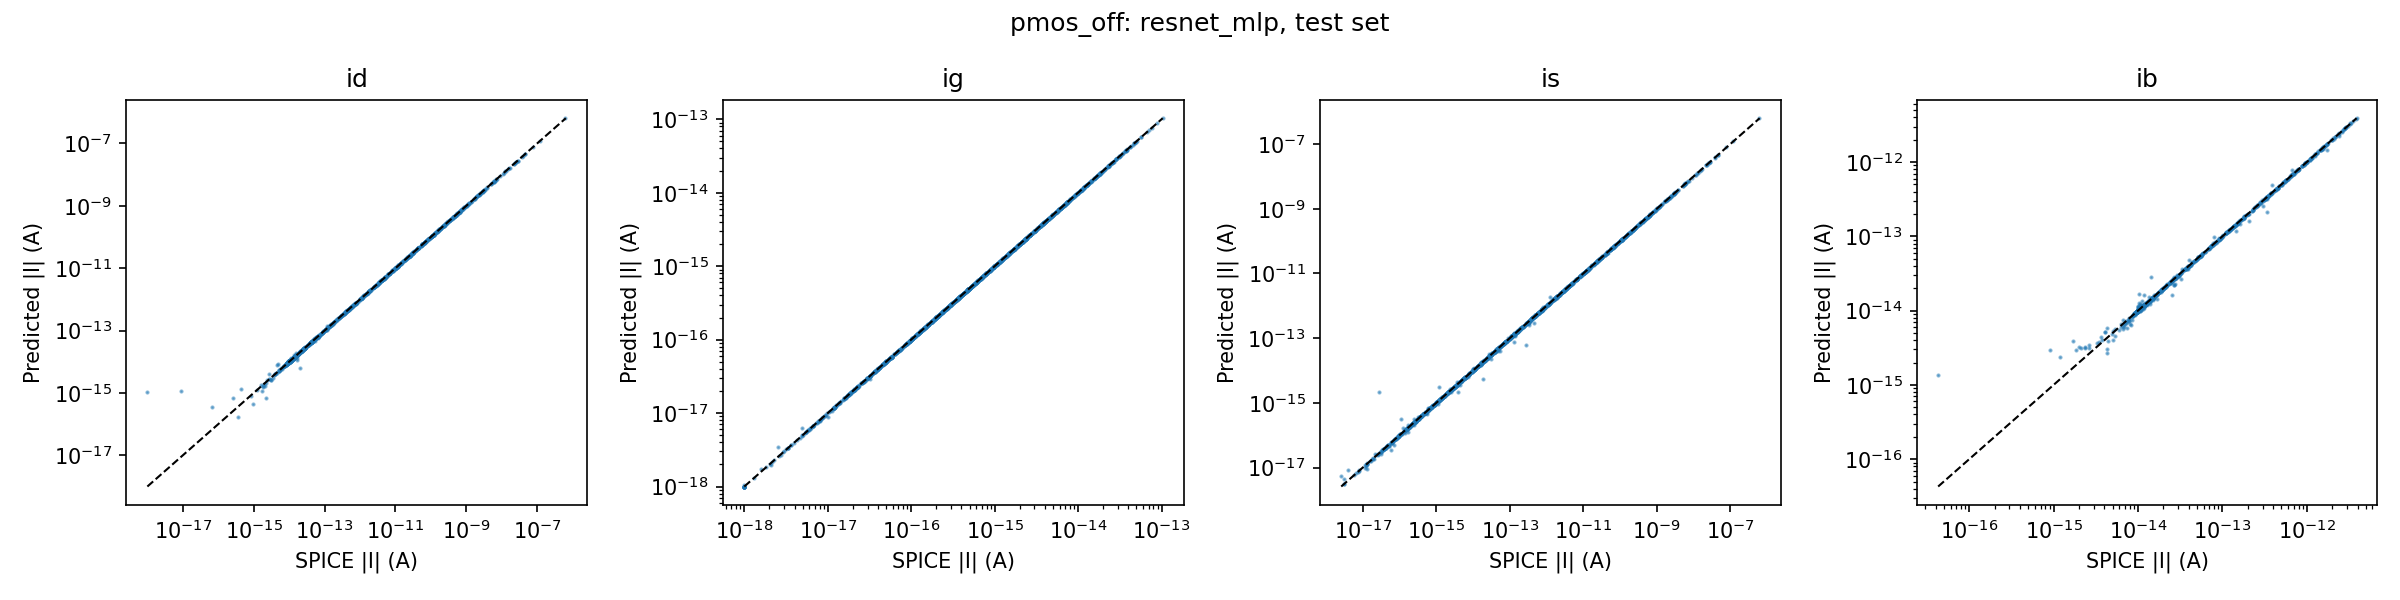 pmos_off: resnet_mlp, test set
id
Predicted |I| (A)
10⁻⁷
10⁻⁹
10⁻¹¹
10⁻¹³
10⁻¹⁵
10⁻¹⁷
10⁻¹⁷ 10⁻¹⁵ 10⁻¹³ 10⁻¹¹ 10⁻⁹ 10⁻⁷
SPICE |I| (A)
ig
Predicted |I| (A)
10⁻¹³
10⁻¹⁴
10⁻¹⁵
10⁻¹⁶
10⁻¹⁷
10⁻¹⁸
10⁻¹⁸ 10⁻¹⁷ 10⁻¹⁶ 10⁻¹⁵ 10⁻¹⁴ 10⁻¹³
SPICE |I| (A)
is
Predicted |I| (A)
10⁻⁷
10⁻⁹
10⁻¹¹
10⁻¹³
10⁻¹⁵
10⁻¹⁷
10⁻¹⁷ 10⁻¹⁵ 10⁻¹³ 10⁻¹¹ 10⁻⁹ 10⁻⁷
SPICE |I| (A)
ib
Predicted |I| (A)
10⁻¹²
10⁻¹³
10⁻¹⁴
10⁻¹⁵
10⁻¹⁶
10⁻¹⁶ 10⁻¹⁵ 10⁻¹⁴ 10⁻¹³ 10⁻¹²
SPICE |I| (A)